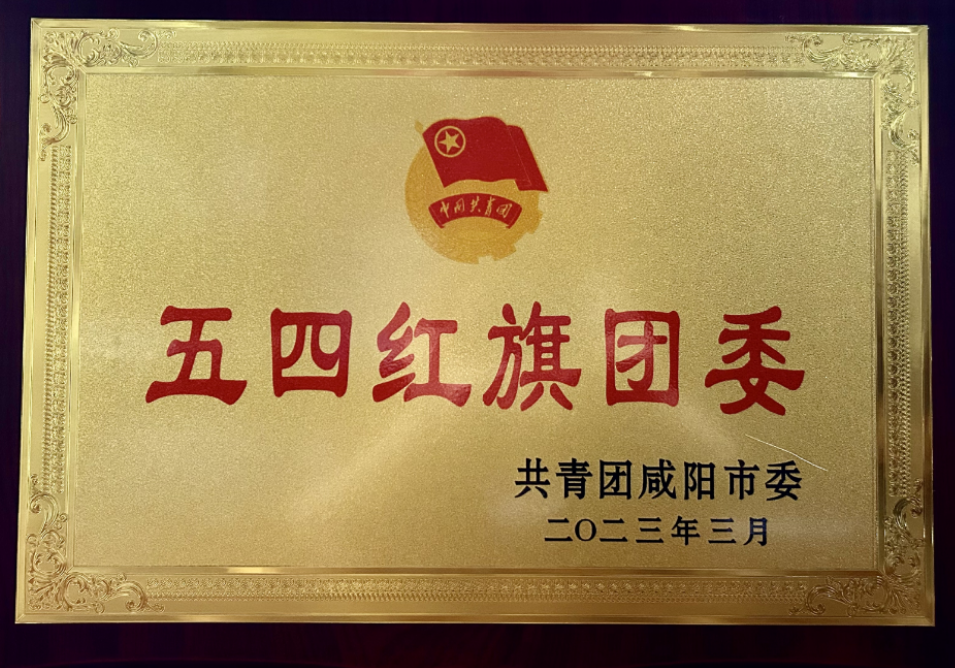 中国共青团
五四红旗团委
共青团咸阳市委
二〇二三年三月